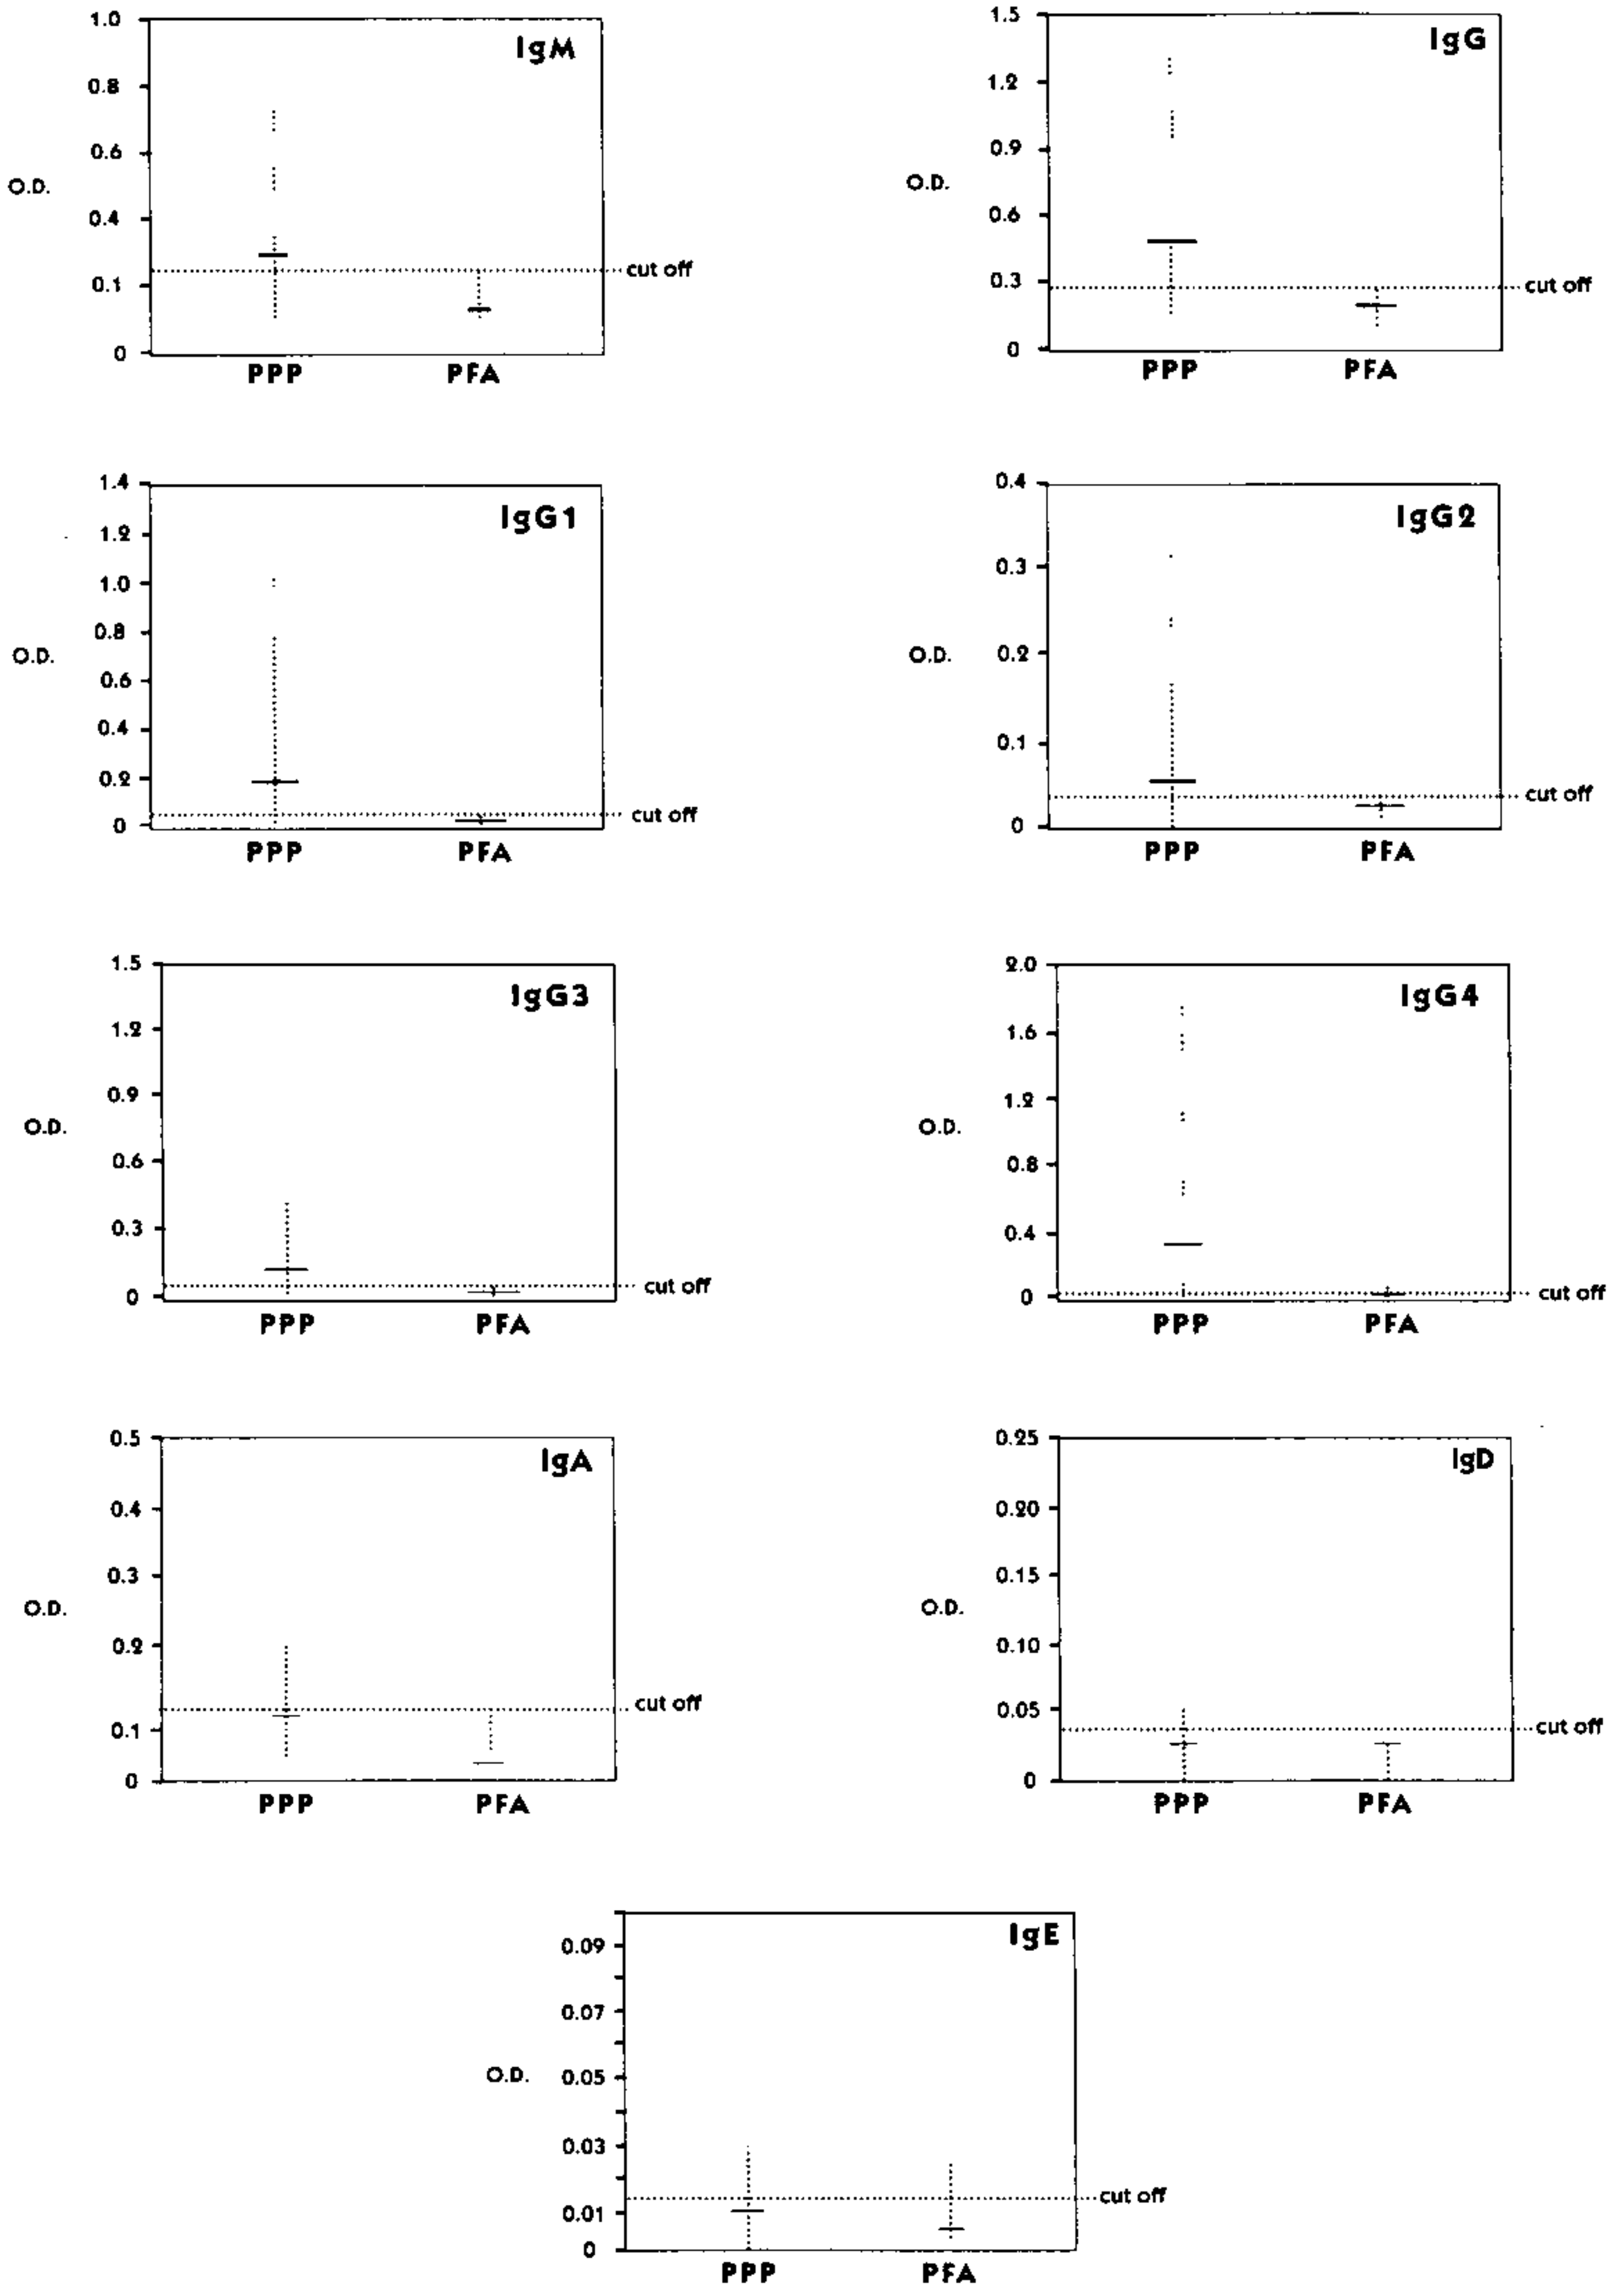 IgM
1.0
0.8
0.6
0.4
0.1
0
O.D.
cut off
PPP PFA
IgG
1.5
1.2
0.9
0.6
0.3
0
O.D.
cut off
PPP PFA
IgG1
1.4
1.2
1.0
0.8
0.6
0.4
0.2
0
O.D.
cut off
PPP PFA
IgG2
0.4
0.3
0.2
0.1
0
O.D.
cut off
PPP PFA
IgG3
1.5
1.2
0.9
0.6
0.3
0
O.D.
cut off
PPP PFA
IgG4
2.0
1.6
1.2
0.8
0.4
0
O.D.
cut off
PPP PFA
IgA
0.5
0.4
0.3
0.2
0.1
0
O.D.
cut off
PPP PFA
IgD
0.25
0.20
0.15
0.10
0.05
0
O.D.
cut off
PPP PFA
IgE
0.09
0.07
0.05
0.03
0.01
0
O.D.
cut off
PPP PFA